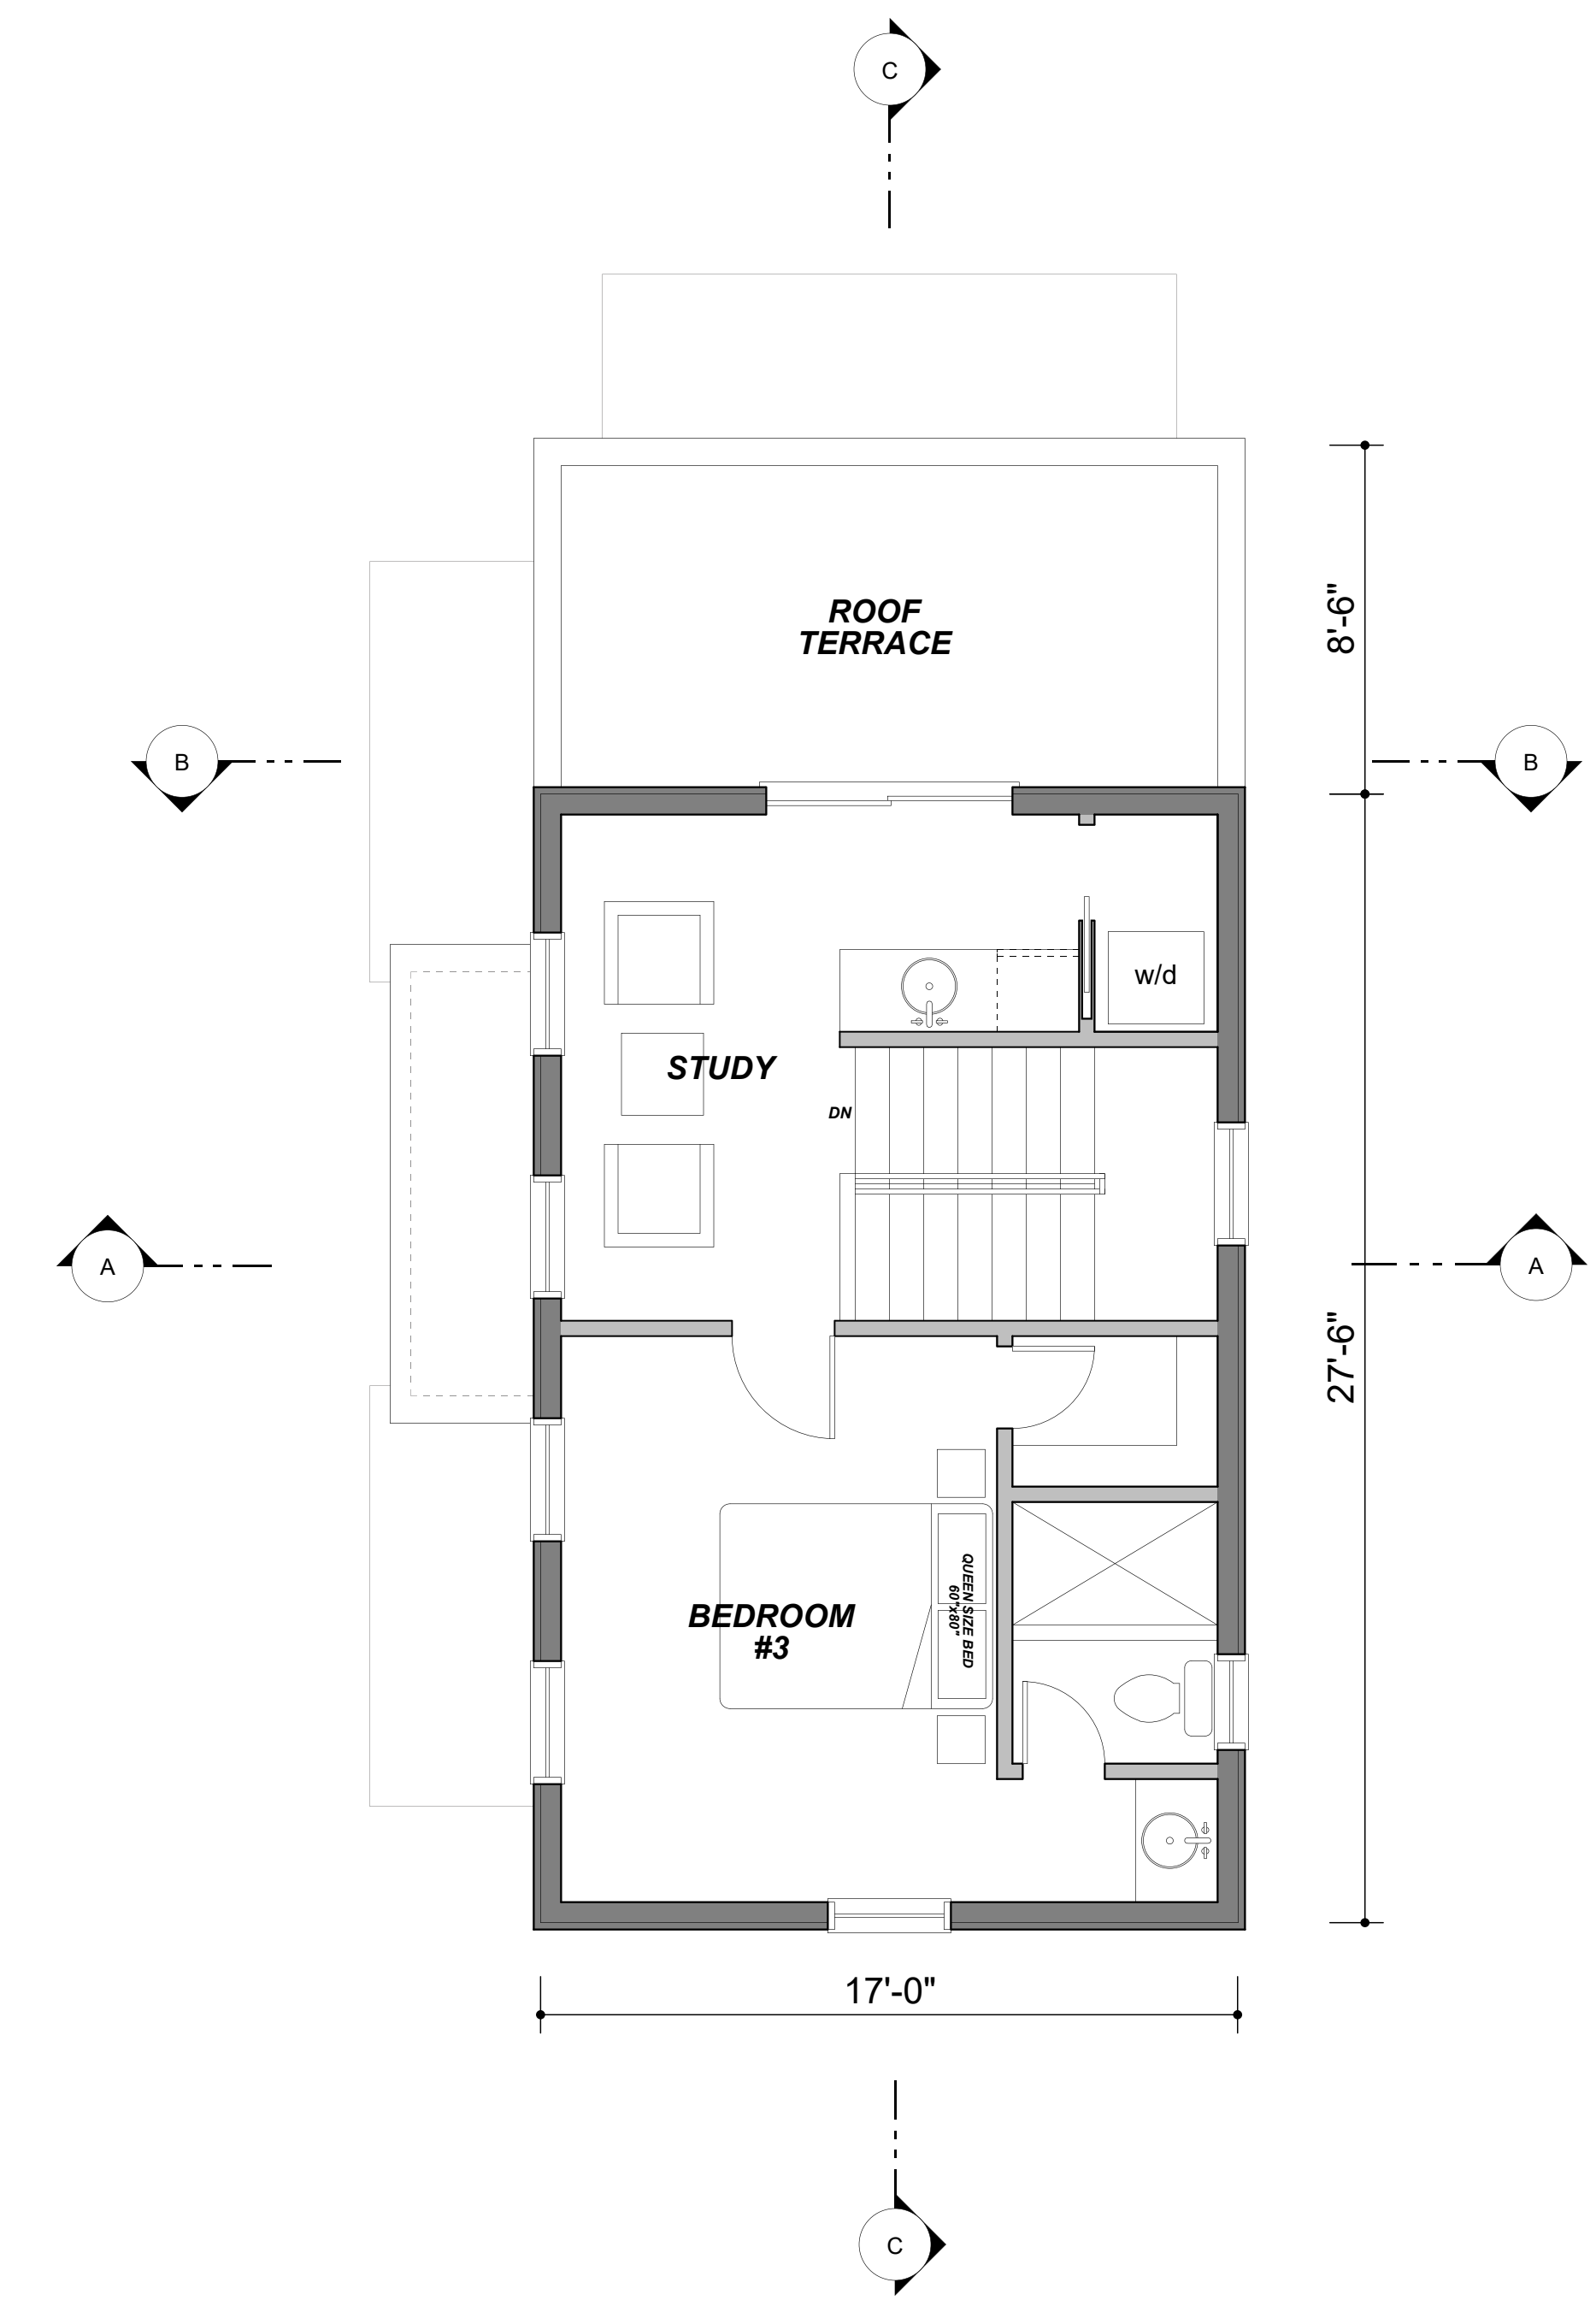 C
ROOF
TERRACE
8'-6"
B
B
w/d
STUDY
DN
A
A
27'-6"
QUEEN SIZE BED
60"x80"
BEDROOM
#3
17'-0"
C